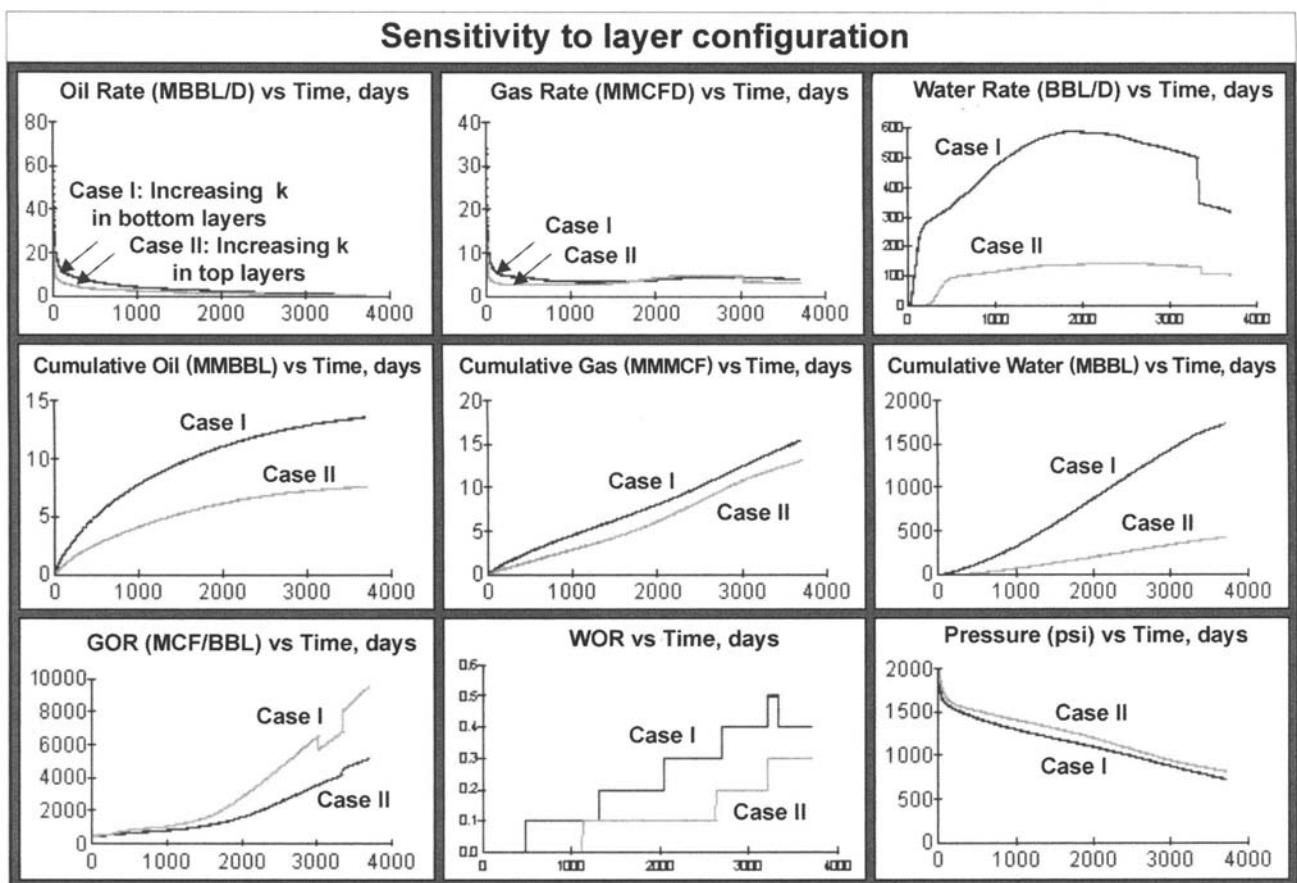 Sensitivity to layer configuration
Oil Rate (MBBL/D) vs Time, days
80
60
40
20
0
Case I: Increasing k
in bottom layers
Case II: Increasing k
in top layers
0 1000 2000 3000 4000
Gas Rate (MMCFD) vs Time, days
40
30
20
10
0
Case I
Case II
0 1000 2000 3000 4000
Water Rate (BBL/D) vs Time, days
600
500
400
300
200
100
0
Case I
Case II
0 1000 2000 3000 4000
Cumulative Oil (MMBBL) vs Time, days
15
10
5
0
Case I
Case II
0 1000 2000 3000 4000
Cumulative Gas (MMMCF) vs Time, days
20
15
10
5
0
Case I
Case II
0 1000 2000 3000 4000
Cumulative Water (MBBL) vs Time, days
2000
1500
1000
500
0
Case I
Case II
0 1000 2000 3000 4000
GOR (MCF/BBL) vs Time, days
10000
8000
6000
4000
2000
0
Case I
Case II
0 1000 2000 3000 4000
WOR vs Time, days
0.6
0.5
0.4
0.3
0.2
0.1
0.0
Case I
Case II
0 1000 2000 3000 4000
Pressure (psi) vs Time, days
2000
1500
1000
500
0
Case II
Case I
0 1000 2000 3000 4000